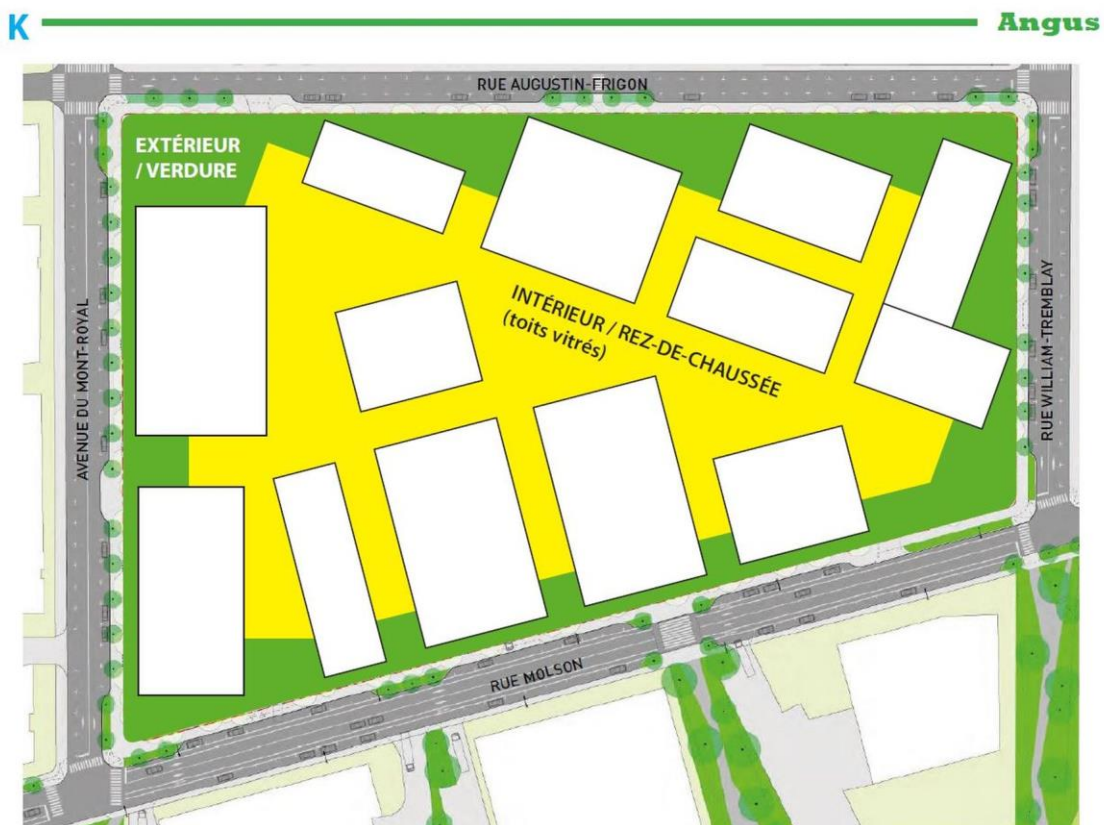 K
Angus
RUE AUGUSTIN-FRIGON
EXTÉRIEUR
/ VERDURE
AVENUE DU MONT-ROYAL
INTÉRIEUR / REZ-DE-CHAUSSÉE
(toits vitrés)
RUE WILLIAM-TREMBLAY
RUE MOLSON